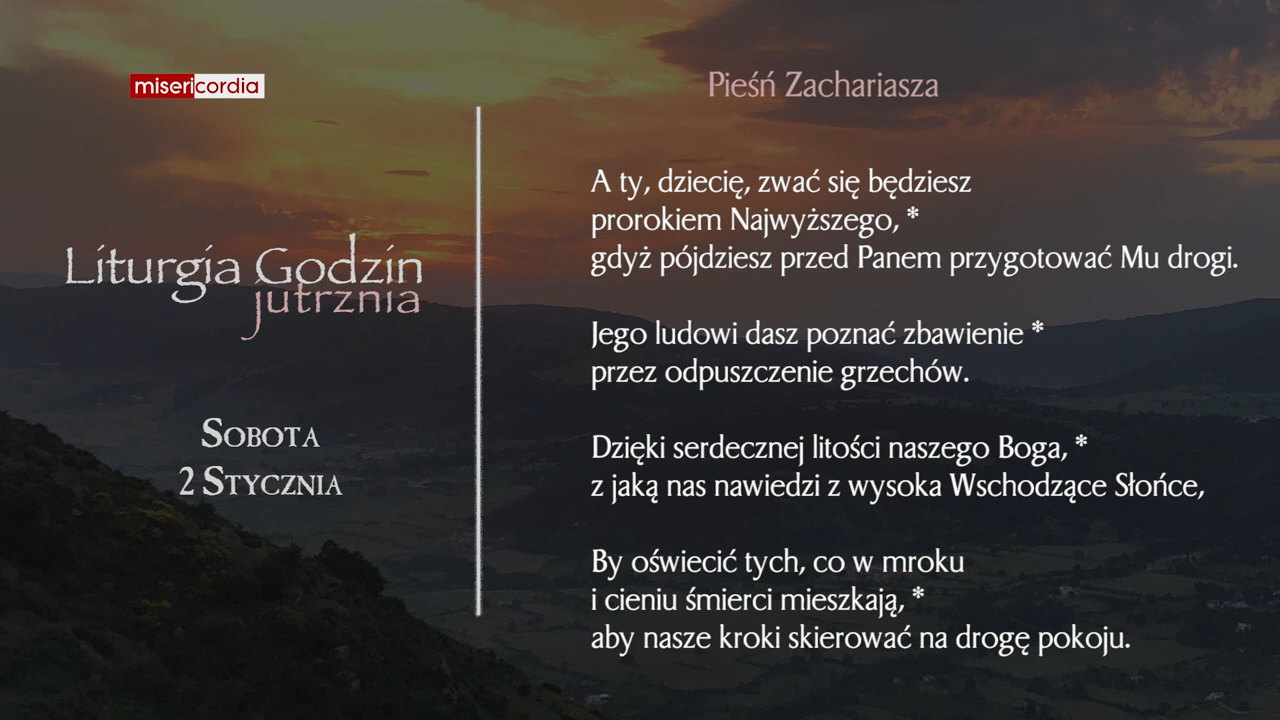 misericordia
Liturgia Godzin
jutrznia
Sobota
2 Stycznia
Pieśń Zachariasza
A ty, dziecię, zwać się będziesz
prorokiem Najwyższego, *
gdyż pójdziesz przed Panem przygotować Mu drogi.
Jego ludowi dasz poznać zbawienie *
przez odpuszczenie grzechów.
Dzięki serdecznej litości naszego Boga, *
z jaką nas nawiedzi z wysoka Wschodzące Słońce,
By oświecić tych, co w mroku
i cieniu śmierci mieszkają, *
aby nasze kroki skierować na drogę pokoju.